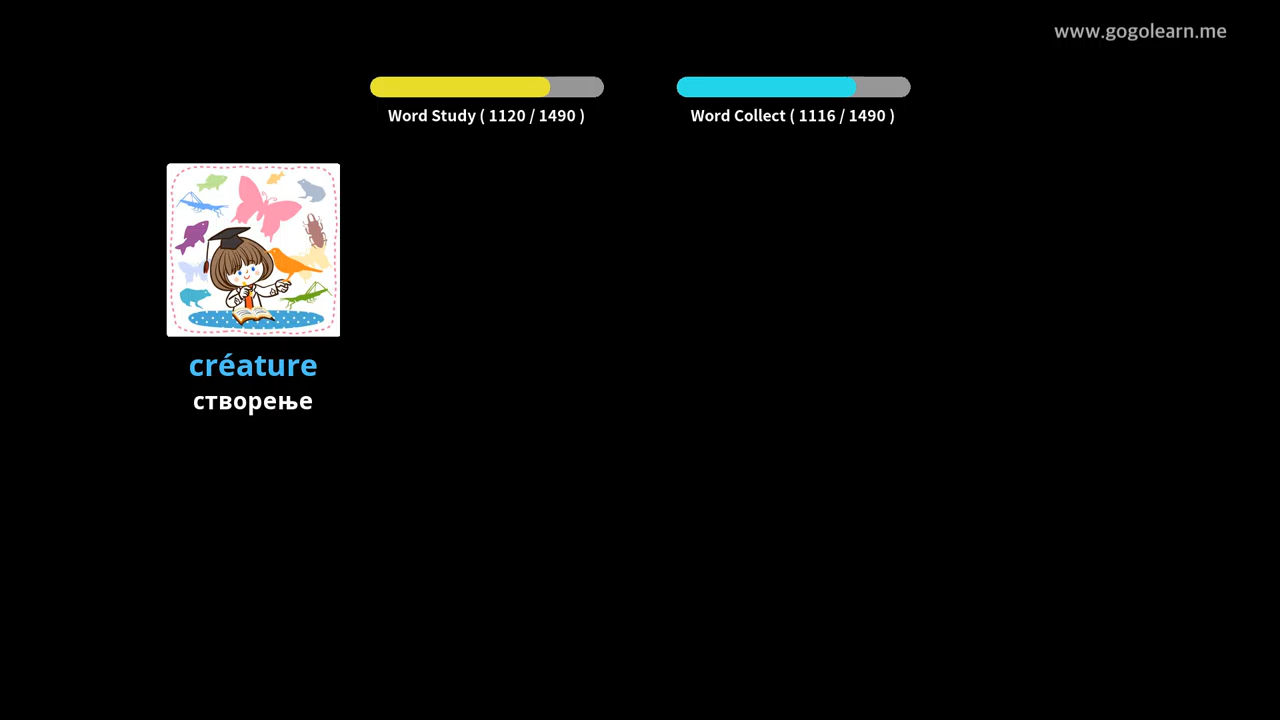 www.gogolearn.me
Word Study ( 1120 / 1490 )
Word Collect ( 1116 / 1490 )
créature
створење